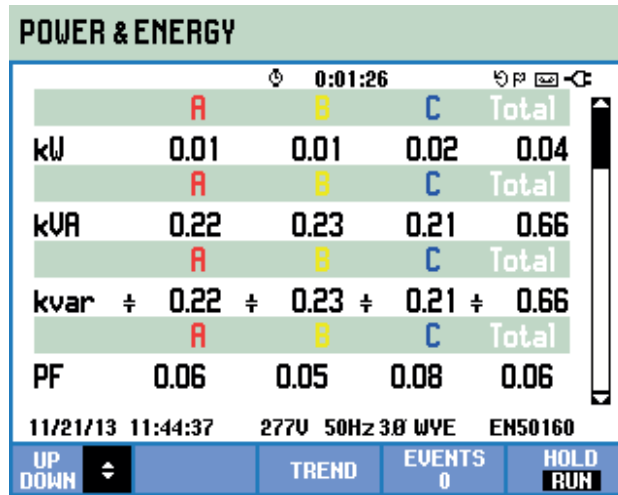 POWER & ENERGY
0:01:26
A B C Total
kW 0.01 0.01 0.02 0.04
A B C Total
kVA 0.22 0.23 0.21 0.66
A B C Total
kvar ÷ 0.22 ÷ 0.23 ÷ 0.21 ÷ 0.66
A B C Total
PF 0.06 0.05 0.08 0.06
11/21/13 11:44:37 277V 50Hz 3Ø WYE EN50160
UP DOWN TREND EVENTS 0 HOLD RUN